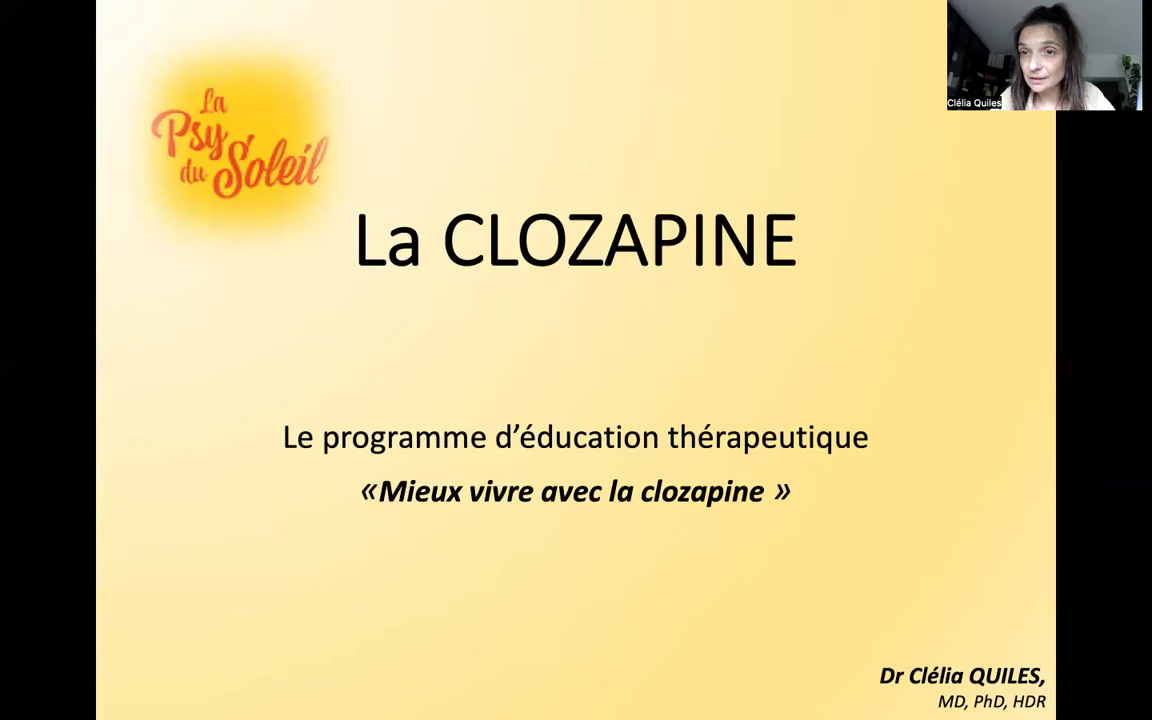 La
Psy
du Soleil
Clélia Quiles
La CLOZAPINE
Le programme d’éducation thérapeutique
«Mieux vivre avec la clozapine »
Dr Clélia QUILES,
MD, PhD, HDR